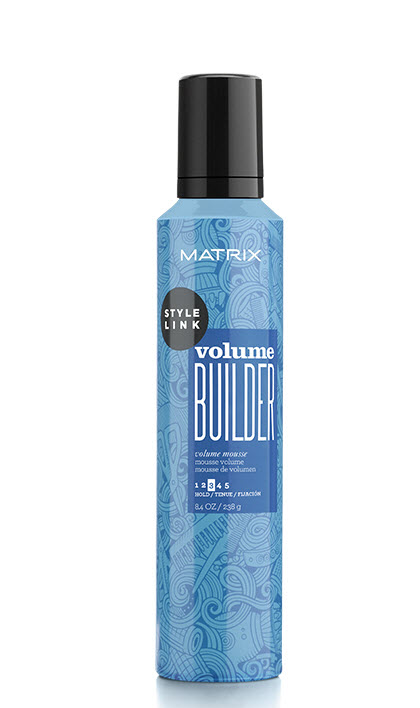 MATRIX
STYLE
LINK
volume
BUILDER
volume mousse
mousse volume
mousse de volumen
1 2 3 4 5
HOLD / TENUE / FIJACIÓN
8.4 OZ / 238 g